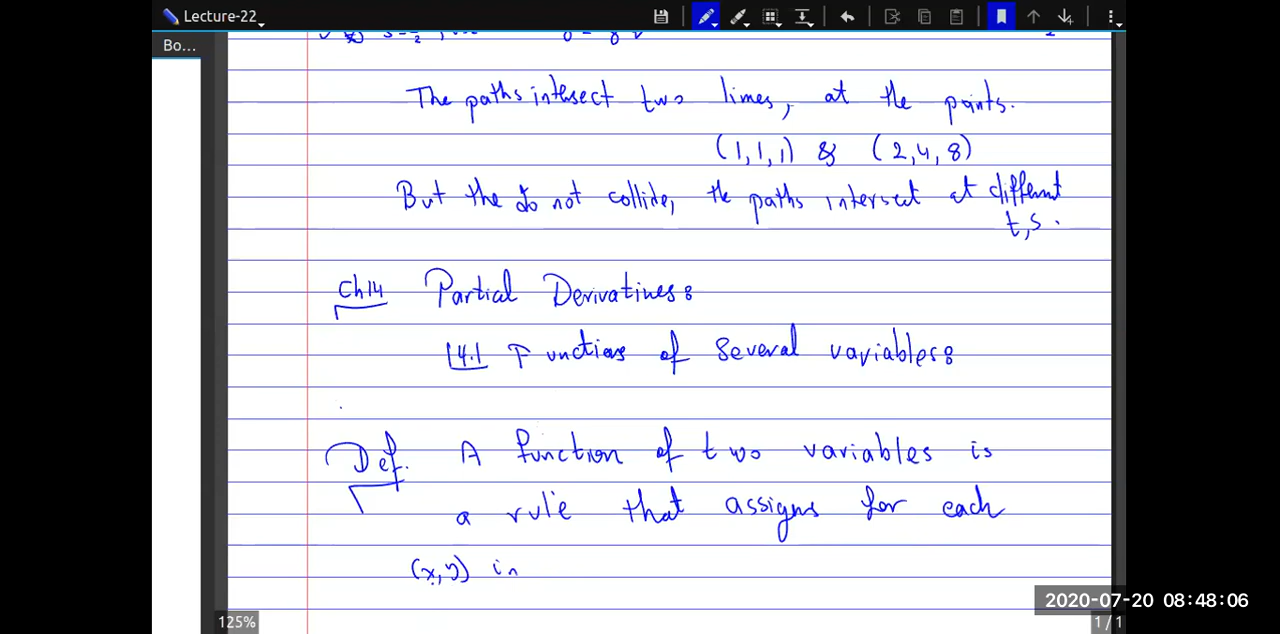 Lecture-22
Bo...
The paths intersect two limes, at the points.
(1,1,1) & (2,4,8)
But the do not collide, the paths intersect at different
t,s.
Ch14 Partial Derivatines:
14.1 Functions of Several variables:
Def. A function of two variables is
a rule that assigns for each
(x,y) in
2020-07-20 08:48:06
125%
1/1